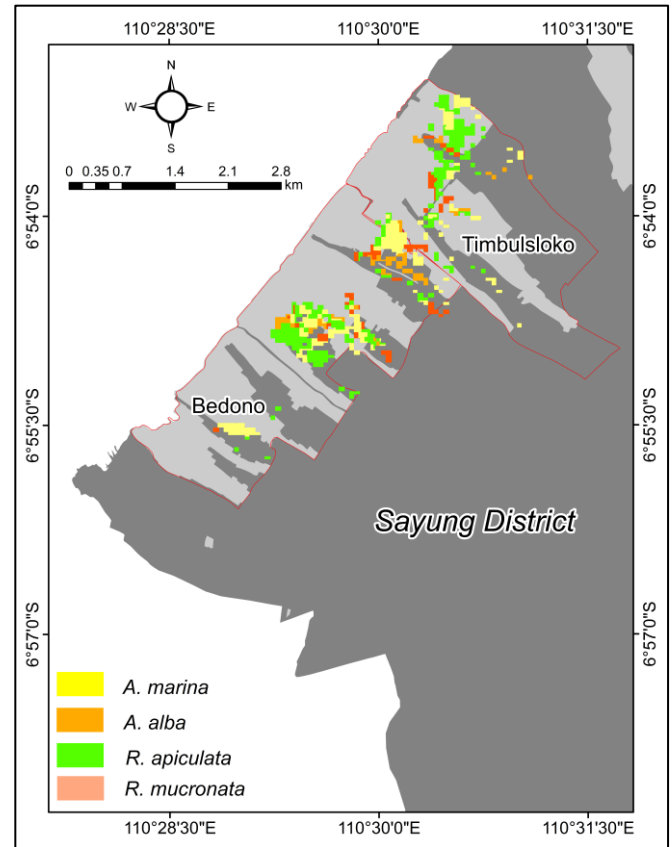 110°28'30"E 110°30'0"E 110°31'30"E
N
W E
S
0 0.35 0.7 1.4 2.1 2.8
km
6°54'0"S 6°54'0"S
Timbulsloko
Bedono
6°55'30"S 6°55'30"S
Sayung District
6°57'0"S 6°57'0"S
A. marina
A. alba
R. apiculata
R. mucronata
110°28'30"E 110°30'0"E 110°31'30"E